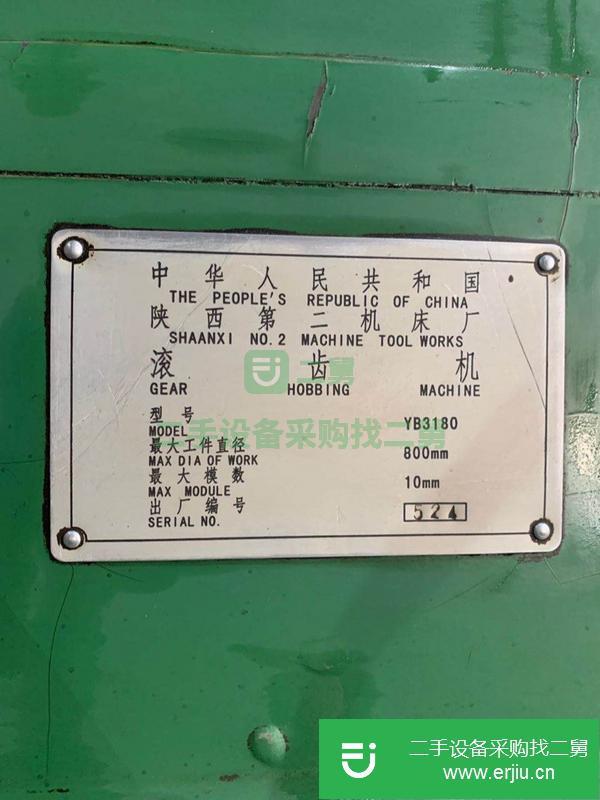 中华人民共和国
THE PEOPLE'S REPUBLIC OF CHINA
陕西第二机床厂
SHAANXI NO.2 MACHINE TOOL WORKS
滚齿机
GEAR HOBBING MACHINE
二舅
型号
MODEL YB3180
二手设备采购找二舅
最大工件直径
MAX DIA OF WORK 800mm
最大模数
MAX MODULE 10mm
出厂编号
SERIAL NO. 524
二手设备采购找二舅
www.erjiu.cn